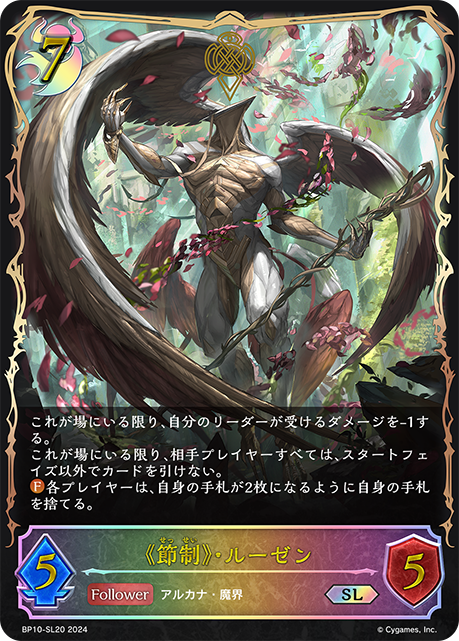 7
これが場にいる限り、自分のリーダーが受けるダメージを-1す
る。
これが場にいる限り、相手プレイヤーすべては、スタートフェ
イズ以外でカードを引けない。
F各プレイヤーは、自身の手札が2枚になるように自身の手札
を捨てる。
せっ せい
《節制》・ルーゼン
5 Follower アルカナ・魔界 SL 5
BP10-SL20 2024 © Cygames, Inc.